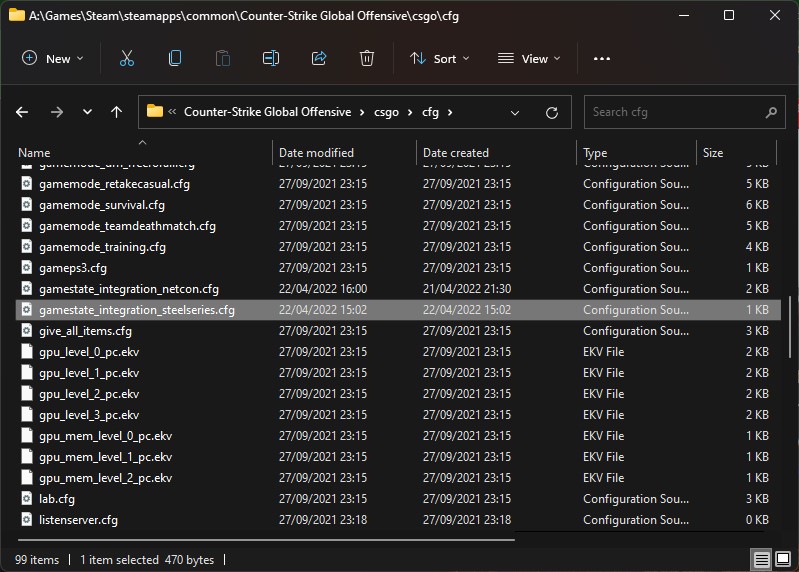 A:\Games\Steam\steamapps\common\Counter-Strike Global Offensive\csgo\cfg
New Sort View •••
« Counter-Strike Global Offensive > csgo > cfg > Search cfg
Name Date modified Date created Type Size
gamemode_retakecasual.cfg 27/09/2021 23:15 27/09/2021 23:15 Configuration Sou... 5 KB
gamemode_survival.cfg 27/09/2021 23:15 27/09/2021 23:15 Configuration Sou... 6 KB
gamemode_teamdeathmatch.cfg 27/09/2021 23:15 27/09/2021 23:15 Configuration Sou... 5 KB
gamemode_training.cfg 27/09/2021 23:15 27/09/2021 23:15 Configuration Sou... 4 KB
gameps3.cfg 27/09/2021 23:15 27/09/2021 23:15 Configuration Sou... 1 KB
gamestate_integration_netcon.cfg 22/04/2022 16:00 21/04/2022 21:30 Configuration Sou... 2 KB
gamestate_integration_steelseries.cfg 22/04/2022 15:02 22/04/2022 15:02 Configuration Sou... 1 KB
give_all_items.cfg 27/09/2021 23:15 27/09/2021 23:15 Configuration Sou... 3 KB
gpu_level_0_pc.ekv 27/09/2021 23:15 27/09/2021 23:15 EKV File 2 KB
gpu_level_1_pc.ekv 27/09/2021 23:15 27/09/2021 23:15 EKV File 2 KB
gpu_level_2_pc.ekv 27/09/2021 23:15 27/09/2021 23:15 EKV File 2 KB
gpu_level_3_pc.ekv 27/09/2021 23:15 27/09/2021 23:15 EKV File 2 KB
gpu_mem_level_0_pc.ekv 27/09/2021 23:15 27/09/2021 23:15 EKV File 1 KB
gpu_mem_level_1_pc.ekv 27/09/2021 23:15 27/09/2021 23:15 EKV File 1 KB
gpu_mem_level_2_pc.ekv 27/09/2021 23:15 27/09/2021 23:15 EKV File 1 KB
lab.cfg 27/09/2021 23:15 27/09/2021 23:15 Configuration Sou... 3 KB
listenserver.cfg 27/09/2021 23:18 27/09/2021 23:18 Configuration Sou... 0 KB
99 items | 1 item selected 470 bytes |